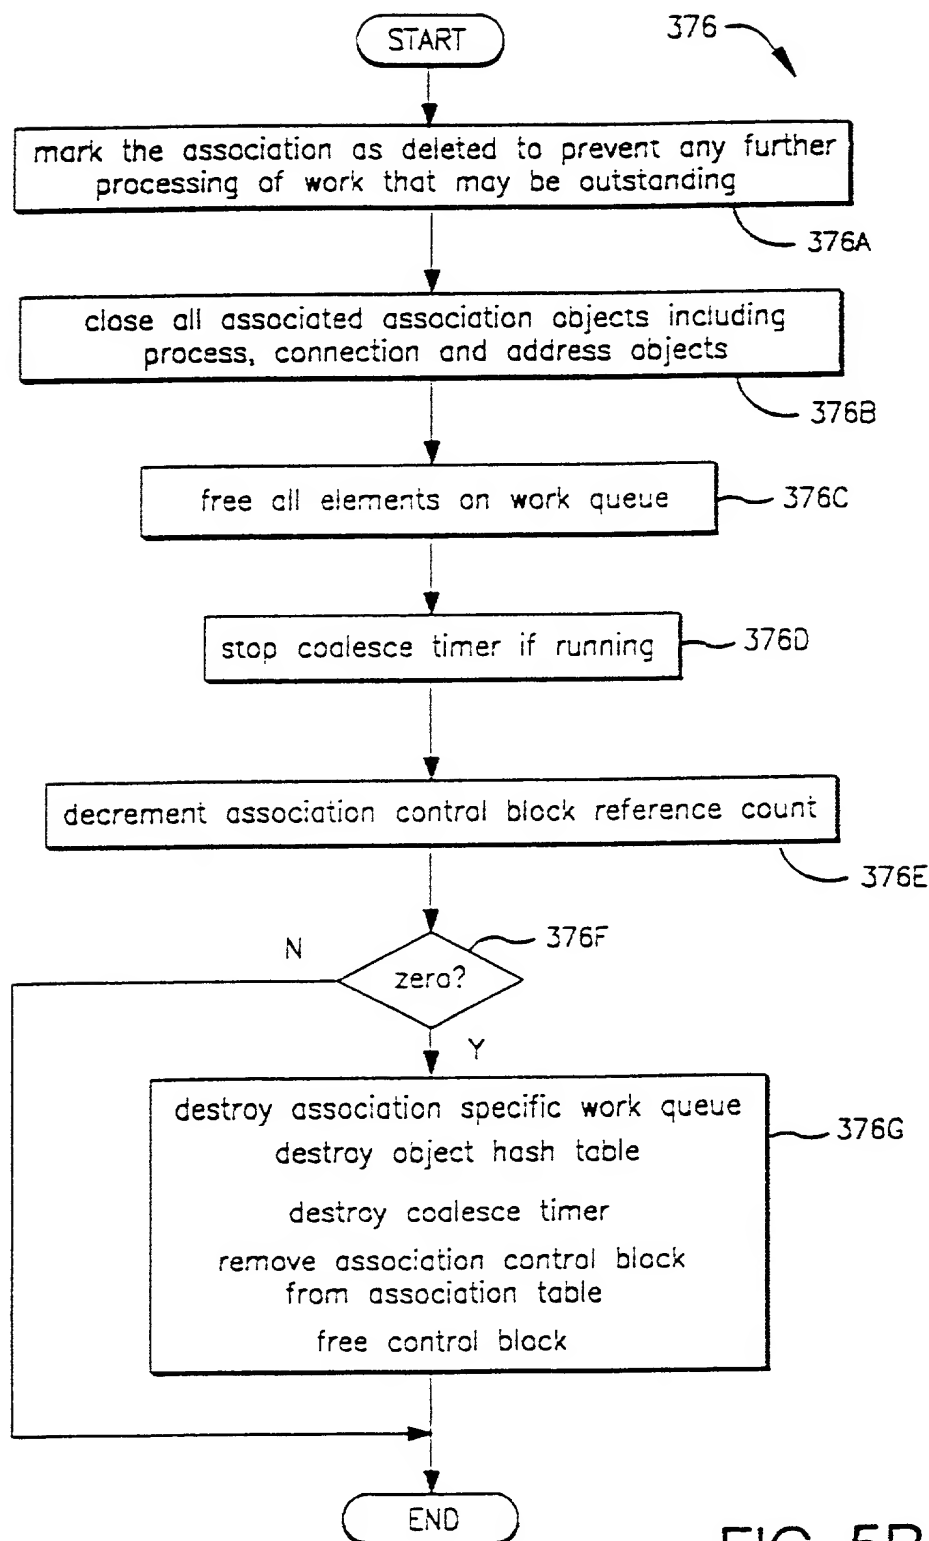 START
376
mark the association as deleted to prevent any further
processing of work that may be outstanding
376A
close all associated association objects including
process, connection and address objects
376B
free all elements on work queue
376C
stop coalesce timer if running
376D
decrement association control block reference count
376E
376F
N
zero?
Y
destroy association specific work queue
376G
destroy object hash table
destroy coalesce timer
remove association control block
from association table
free control block
END
FIG. 5B